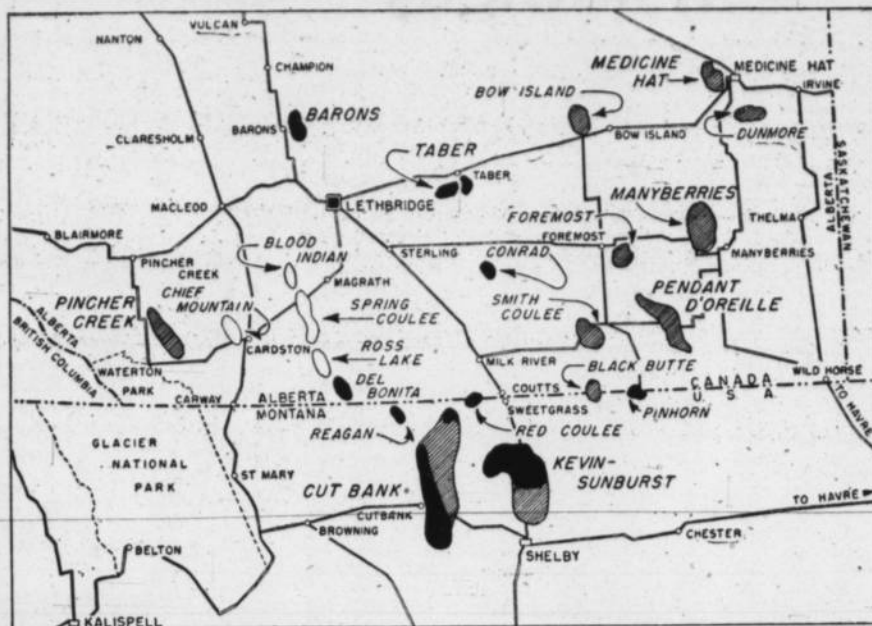 VULCAN
NANTON
CHAMPION
MEDICINE
HAT
MEDICINE HAT
IRVINE
BOW ISLAND
BARONS
BARONS
CLARESHOLM
BOW ISLAND
DUNMORE
ALBERTA
SASKATCHEWAN
TABER
TABER
MANYBERRIES
LETHBRIDGE
MACLEOD
FOREMOST
THELMA
BLAIRMORE
BLOOD
INDIAN
STERLING
CONRAD
FOREMOST
MANYBERRIES
PINCHER
CREEK
MAGRATH
PENDANT
D'OREILLE
CHIEF
MOUNTAIN
SPRING
COULEE
SMITH
COULEE
PINCHER
CREEK
ALBERTA
BRITISH COLUMBIA
CARDSTON
ROSS
LAKE
MILK RIVER
BLACK BUTTE
WATERTON
PARK
DEL
BONITA
WILD HORSE
CARWAY
ALBERTA
MONTANA
COUTTS
SWEETGRASS
CANADA
U. S. A.
PINHORN
TO HAVRE
REAGAN
RED COULEE
GLACIER
NATIONAL
PARK
ST MARY
KEVIN-
SUNBURST
CUT BANK
CUTBANK
BROWNING
TO HAVRE
CHESTER
BELTON
SHELBY
KALISPELL